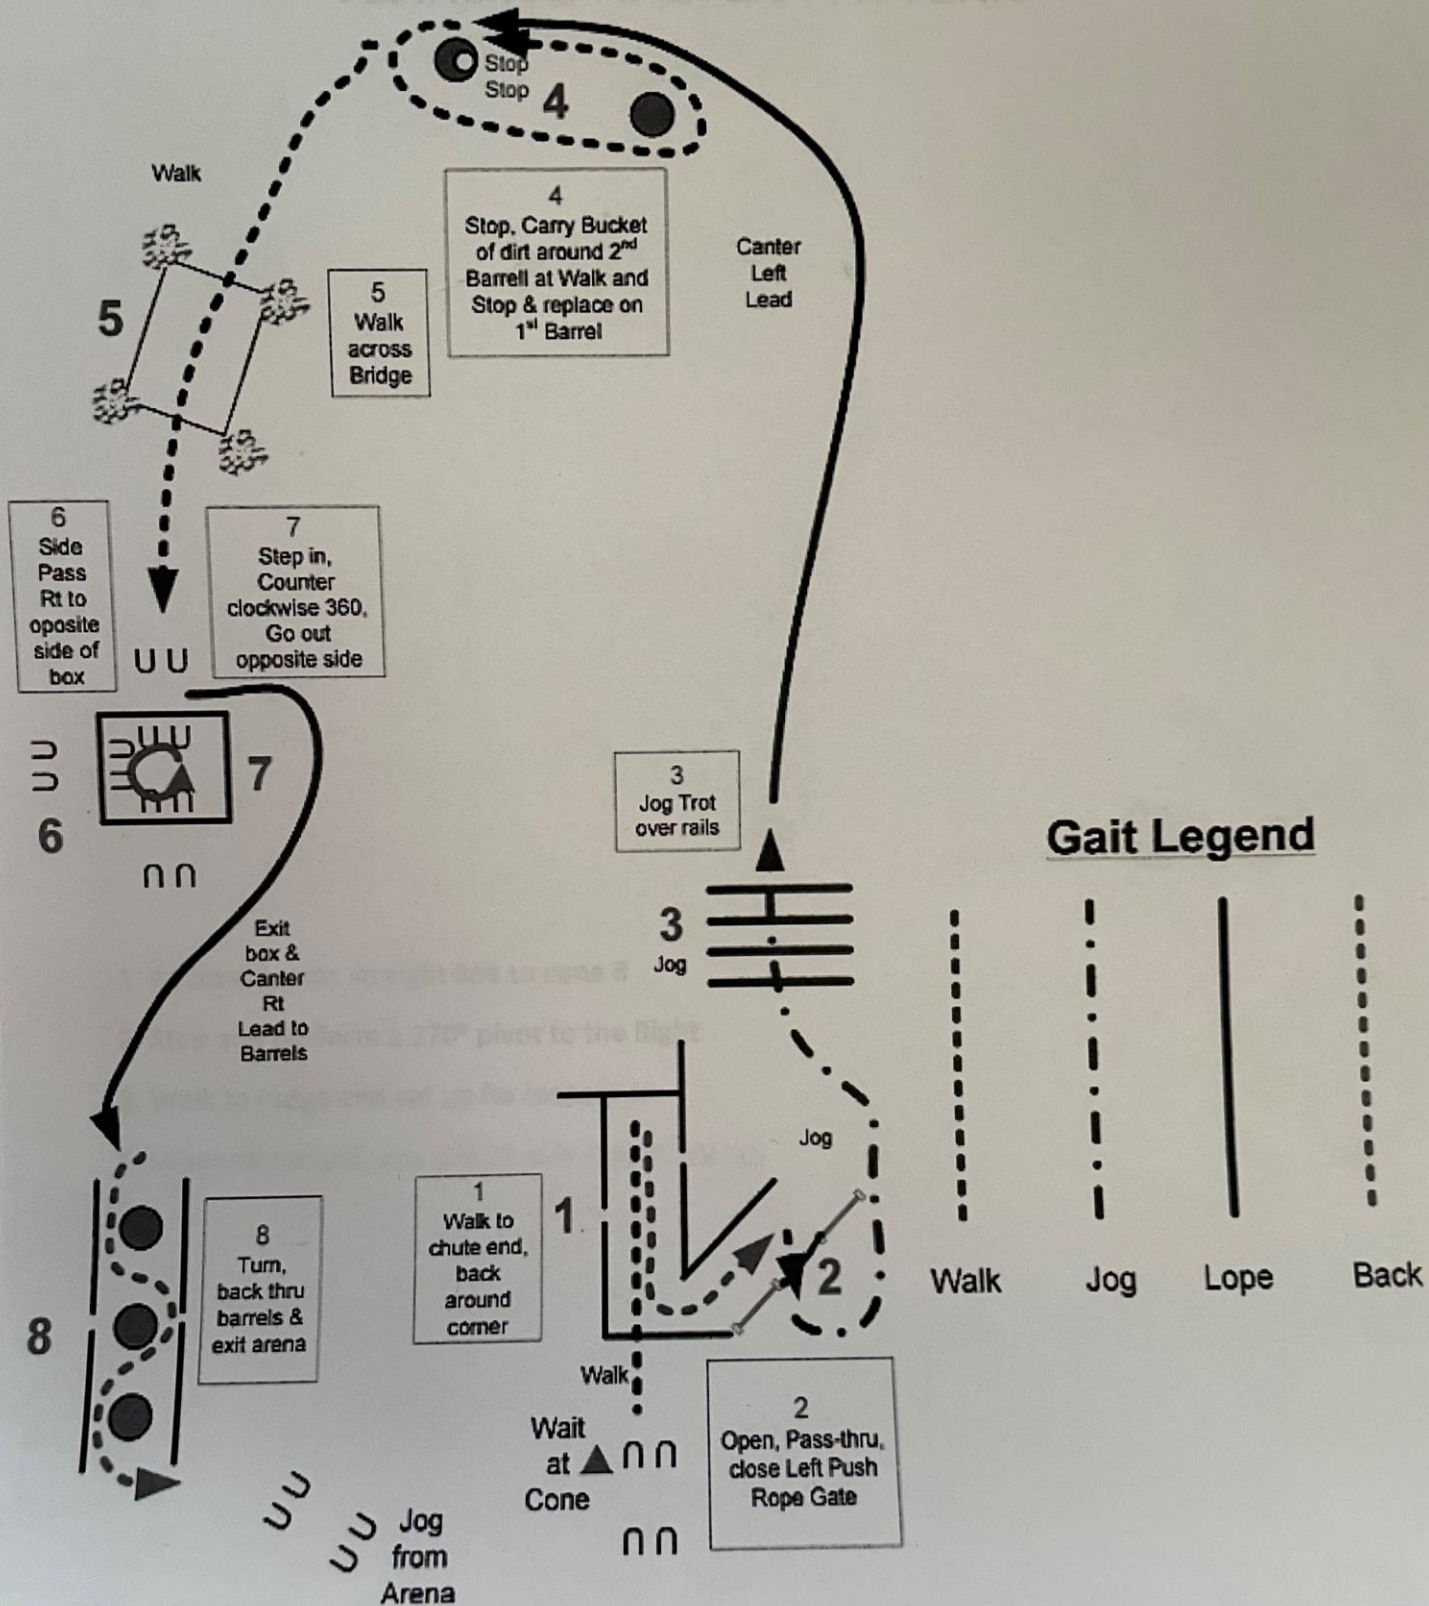 Stop
Stop
4
Walk
4
Stop, Carry Bucket
of dirt around 2nd
Barrell at Walk and
Stop & replace on
1st Barrel
Canter
Left
Lead
5
5
Walk
across
Bridge
6
Side
Pass
Rt to
oposite
side of
box
7
Step in,
Counter
clockwise 360,
Go out
opposite side
7
6
3
Jog Trot
over rails
3
Jog
Gait Legend
Walk
Jog
Lope
Back
Exit
box &
Canter
Rt
Lead to
Barrels
Jog
1
Walk to
chute end,
back
around
corner
1
2
8
Turn,
back thru
barrels &
exit arena
8
Walk
2
Open, Pass-thru,
close Left Push
Rope Gate
Wait
at
Cone
Jog
from
Arena